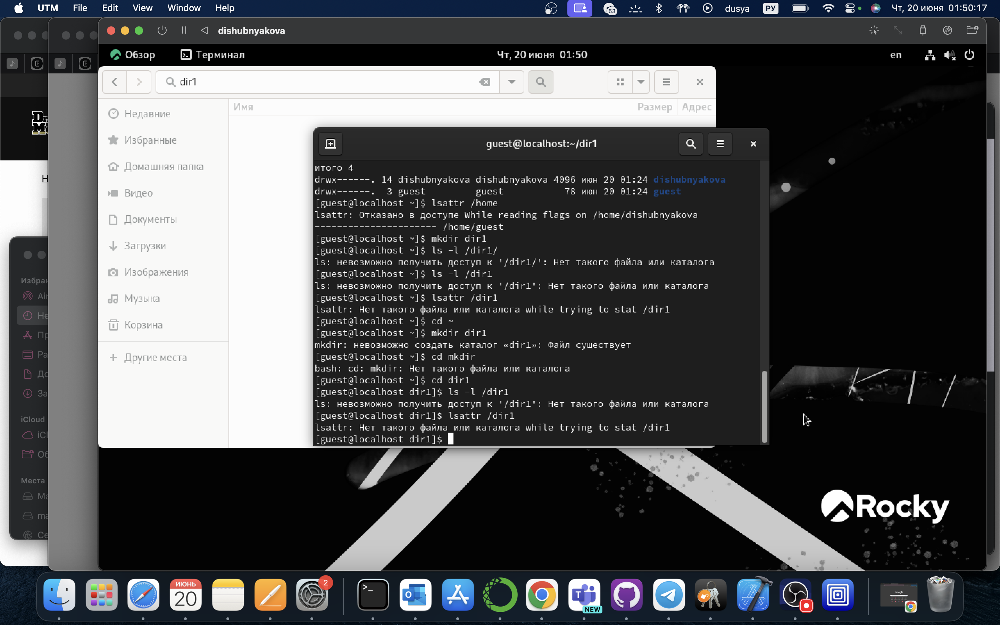 UTM File Edit View Window Help 53 dusya РУ Чт, 20 июня 01:50:17
dishubnyakova
Обзор Терминал Чт, 20 июня 01:50 en
dir1
Имя Размер Адрес
Недавние
Избранные
Домашняя папка
Видео
Документы
Загрузки
Изображения
Музыка
Корзина
+ Другие места
guest@localhost:~/dir1
итого 4
drwx------. 14 dishubnyakova dishubnyakova 4096 июн 20 01:24 dishubnyakova
drwx------. 3 guest guest 78 июн 20 01:24 guest
[guest@localhost ~]$ lsattr /home
lsattr: Отказано в доступе While reading flags on /home/dishubnyakova
---------------------- /home/guest
[guest@localhost ~]$ mkdir dir1
[guest@localhost ~]$ ls -l /dir1/
ls: невозможно получить доступ к '/dir1/': Нет такого файла или каталога
[guest@localhost ~]$ ls -l /dir1
ls: невозможно получить доступ к '/dir1': Нет такого файла или каталога
[guest@localhost ~]$ lsattr /dir1
lsattr: Нет такого файла или каталога while trying to stat /dir1
[guest@localhost ~]$ cd ~
[guest@localhost ~]$ mkdir dir1
mkdir: невозможно создать каталог «dir1»: Файл существует
[guest@localhost ~]$ cd mkdir
bash: cd: mkdir: Нет такого файла или каталога
[guest@localhost ~]$ cd dir1
[guest@localhost dir1]$ ls -l /dir1
ls: невозможно получить доступ к '/dir1': Нет такого файла или каталога
[guest@localhost dir1]$ lsattr /dir1
lsattr: Нет такого файла или каталога while trying to stat /dir1
[guest@localhost dir1]$
Избран
Air
Не
Пр
Ра
До
За
iCloud
iCl
Об
Места
Ma
ma
Се
Rocky
ИЮНЬ
20
2
NEW
Google